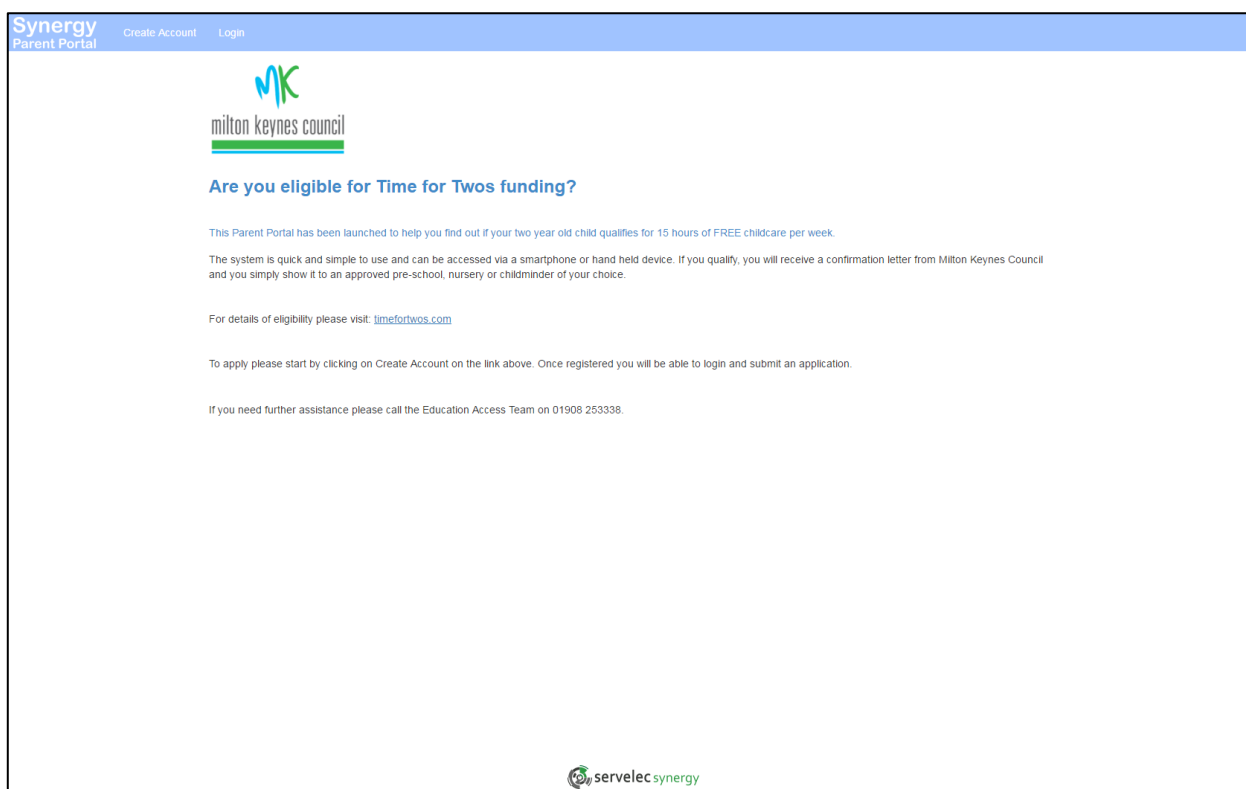 Synergy
Parent Portal
Create Account
Login
MK
milton keynes council
Are you eligible for Time for Twos funding?
This Parent Portal has been launched to help you find out if your two year old child qualifies for 15 hours of FREE childcare per week.
The system is quick and simple to use and can be accessed via a smartphone or hand held device. If you qualify, you will receive a confirmation letter from Milton Keynes Council
and you simply show it to an approved pre-school, nursery or childminder of your choice.
For details of eligibility please visit: timefortwos.com
To apply please start by clicking on Create Account on the link above. Once registered you will be able to login and submit an application.
If you need further assistance please call the Education Access Team on 01908 253338.
servelec synergy